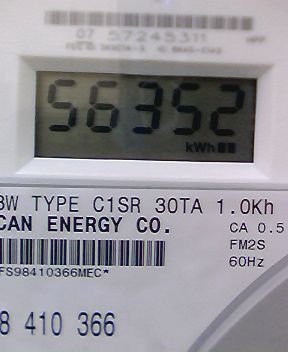 07 57245311
56352
kWh
3W TYPE C1SR 30TA 1.0Kh
CAN ENERGY CO.
CA 0.5
FM2S
60Hz
FS98410366MEC*
8 410 366